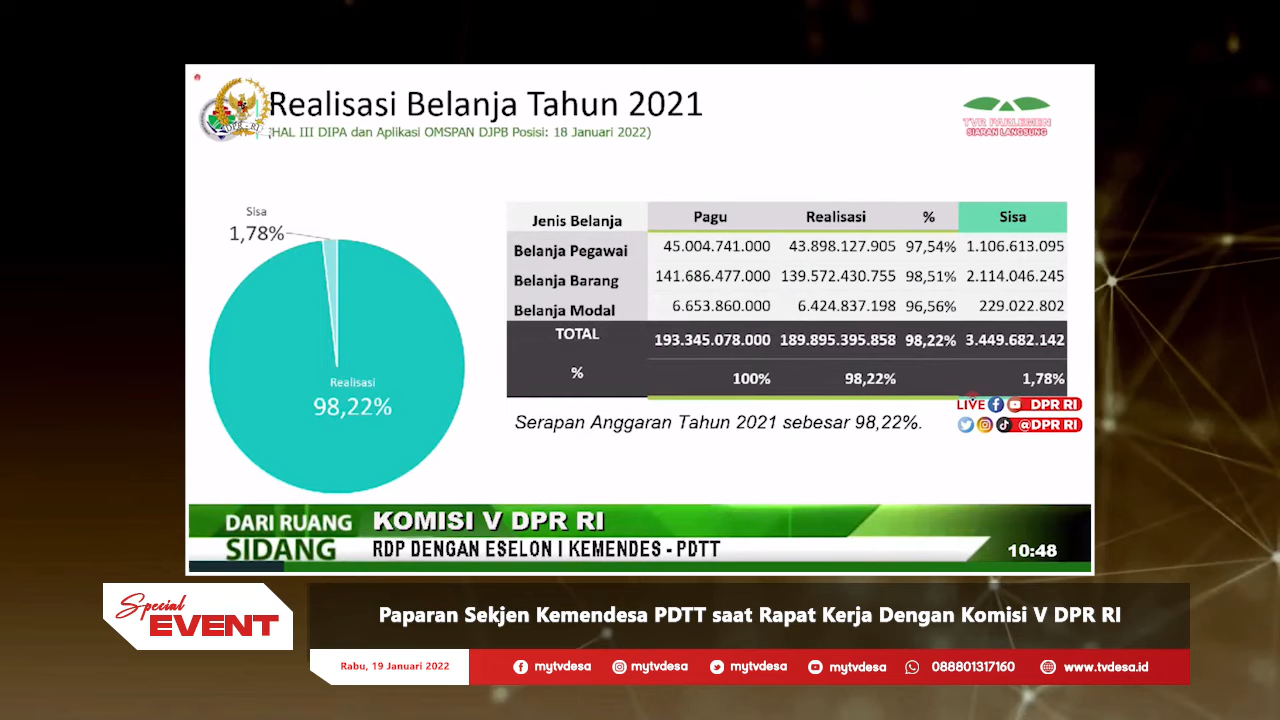 Realisasi Belanja Tahun 2021
(HAL III DIPA dan Aplikasi OMSPAN DJPB Posisi: 18 Januari 2022)
DPR - RI
TVR PARLEMEN
SIARAN LANGSUNG
Sisa
1,78%
Realisasi
98,22%
Jenis Belanja Pagu Realisasi % Sisa
Belanja Pegawai 45.004.741.000 43.898.127.905 97,54% 1.106.613.095
Belanja Barang 141.686.477.000 139.572.430.755 98,51% 2.114.046.245
Belanja Modal 6.653.860.000 6.424.837.198 96,56% 229.022.802
TOTAL 193.345.078.000 189.895.395.858 98,22% 3.449.682.142
% 100% 98,22% 1,78%
Serapan Anggaran Tahun 2021 sebesar 98,22%.
LIVE DPR RI
@DPR RI
DARI RUANG
SIDANG
KOMISI V DPR RI
RDP DENGAN ESELON I KEMENDES - PDTT
10:48
Special
EVENT
Paparan Sekjen Kemendesa PDTT saat Rapat Kerja Dengan Komisi V DPR RI
Rabu, 19 Januari 2022 mytvdesa mytvdesa mytvdesa mytvdesa 088801317160 www.tvdesa.id